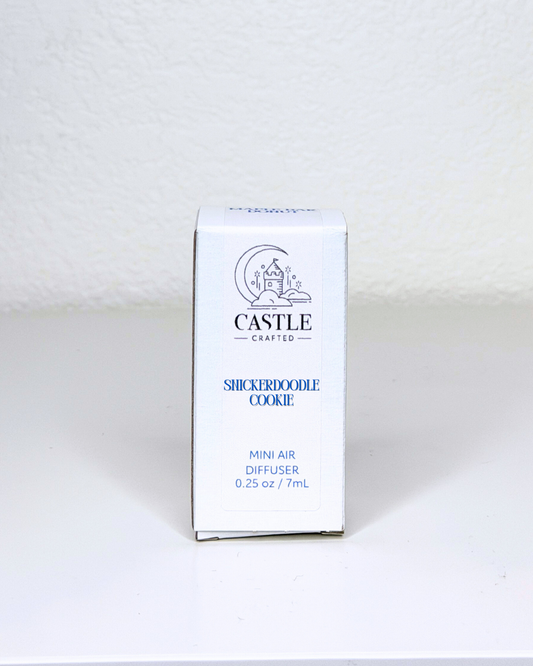 CASTLE
CRAFTED
SNICKERDOODLE
COOKIE
MINI AIR
DIFFUSER
0.25 oz / 7mL